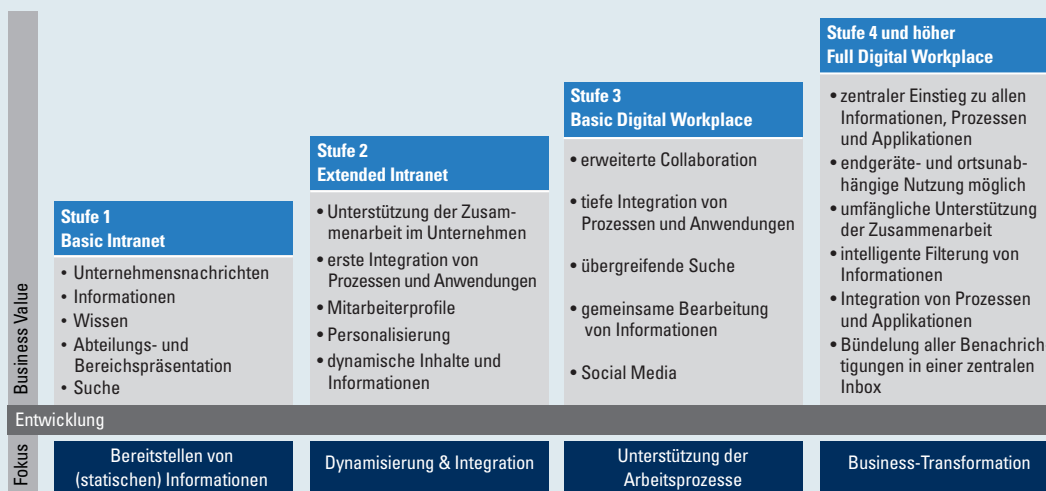 Business Value
Stufe 1
Basic Intranet
• Unternehmensnachrichten
• Informationen
• Wissen
• Abteilungs- und
Bereichspräsentation
• Suche
Stufe 2
Extended Intranet
• Unterstützung der Zusam-
menarbeit im Unternehmen
• erste Integration von
Prozessen und Anwendungen
• Mitarbeiterprofile
• Personalisierung
• dynamische Inhalte und
Informationen
Stufe 3
Basic Digital Workplace
• erweiterte Collaboration
• tiefe Integration von
Prozessen und Anwendungen
• übergreifende Suche
• gemeinsame Bearbeitung
von Informationen
• Social Media
Stufe 4 und höher
Full Digital Workplace
• zentraler Einstieg zu allen
Informationen, Prozessen
und Applikationen
• endgeräte- und ortsunab-
hängige Nutzung möglich
• umfängliche Unterstützung
der Zusammenarbeit
• intelligente Filterung von
Informationen
• Integration von Prozessen
und Applikationen
• Bündelung aller Benachrich
tigungen in einer zentralen
Inbox
Entwicklung
Fokus
Bereitstellen von
(statischen) Informationen
Dynamisierung & Integration
Unterstützung der
Arbeitsprozesse
Business-Transformation